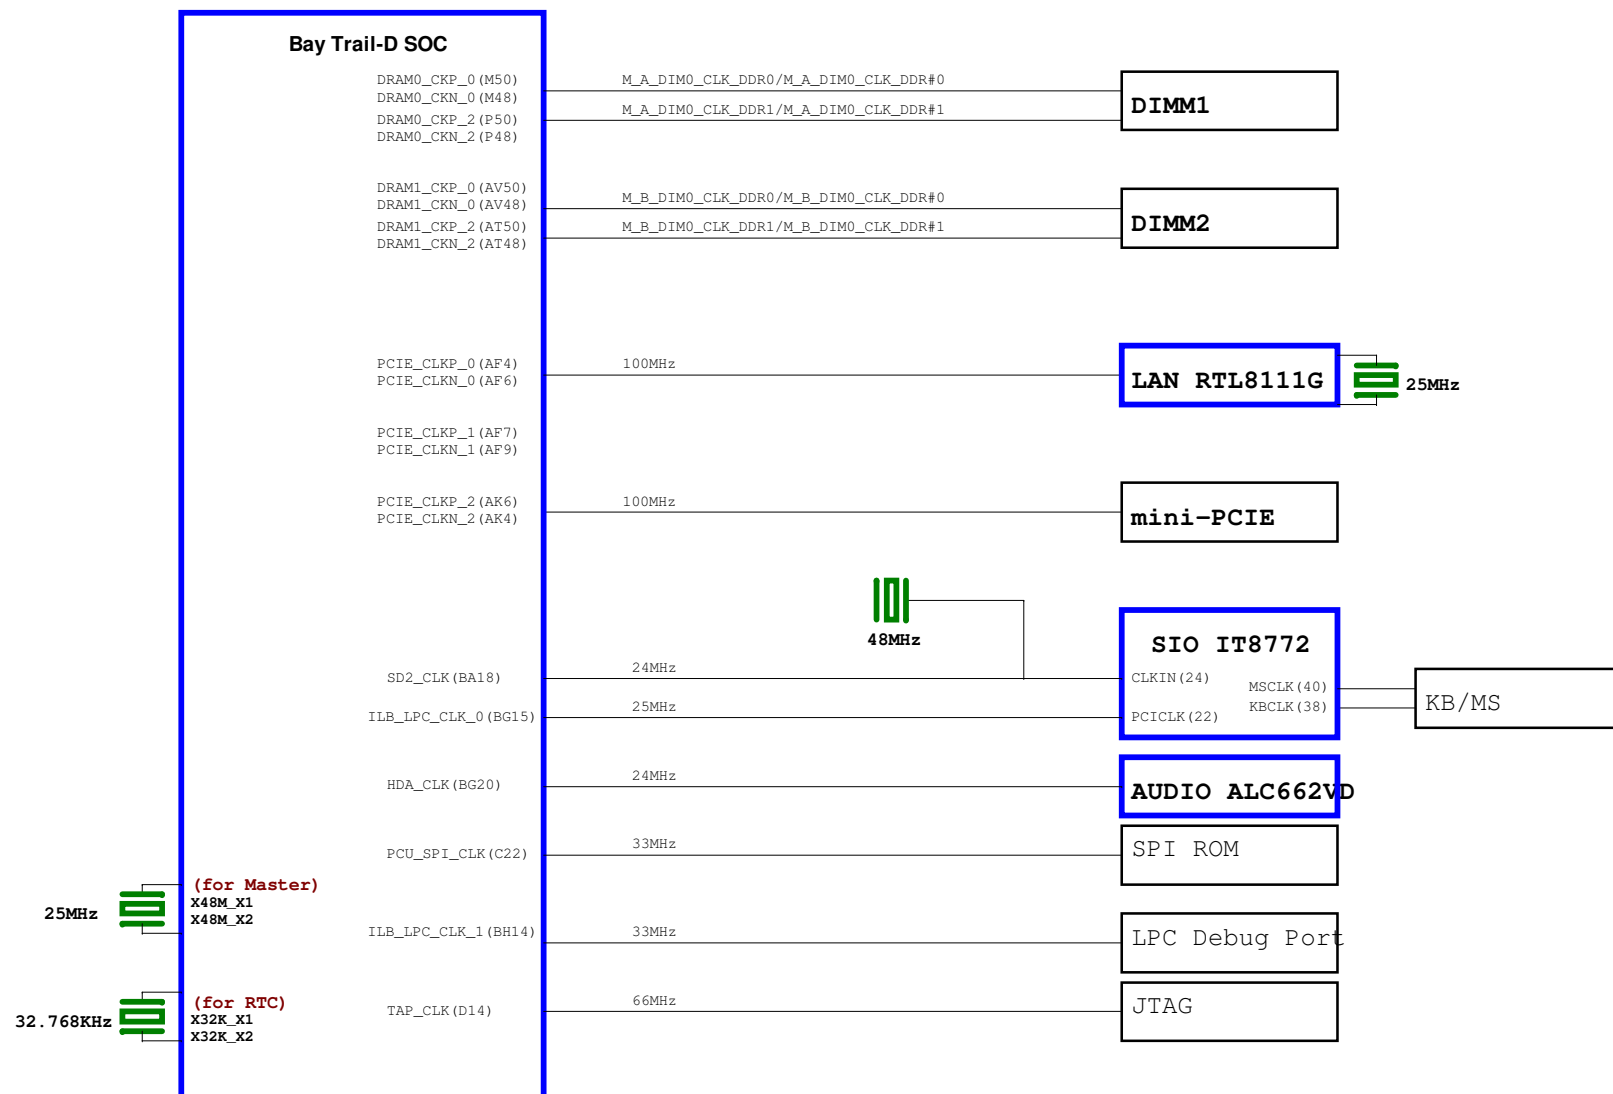 Bay Trail-D SOC
DRAM0_CKP_0(M50)
DRAM0_CKN_0(M48)
DRAM0_CKP_2(P50)
DRAM0_CKN_2(P48)
M_A_DIM0_CLK_DDR0/M_A_DIM0_CLK_DDR#0
M_A_DIM0_CLK_DDR1/M_A_DIM0_CLK_DDR#1
DIMM1
DRAM1_CKP_0(AV50)
DRAM1_CKN_0(AV48)
DRAM1_CKP_2(AT50)
DRAM1_CKN_2(AT48)
M_B_DIM0_CLK_DDR0/M_B_DIM0_CLK_DDR#0
M_B_DIM0_CLK_DDR1/M_B_DIM0_CLK_DDR#1
DIMM2
PCIE_CLKP_0(AF4)
PCIE_CLKN_0(AF6)
100MHz
LAN RTL8111G
25MHz
PCIE_CLKP_1(AF7)
PCIE_CLKN_1(AF9)
PCIE_CLKP_2(AK6)
PCIE_CLKN_2(AK4)
100MHz
mini-PCIE
48MHz
SIO IT8772
SD2_CLK(BA18)
24MHz
CLKIN(24)
MSCLK(40)
KBCLK(38)
KB/MS
ILB_LPC_CLK_0(BG15)
25MHz
PCICLK(22)
HDA_CLK(BG20)
24MHz
AUDIO ALC662VD
PCU_SPI_CLK(C22)
33MHz
SPI ROM
25MHz
(for Master)
X48M_X1
X48M_X2
ILB_LPC_CLK_1(BH14)
33MHz
LPC Debug Port
32.768KHz
(for RTC)
X32K_X1
X32K_X2
TAP_CLK(D14)
66MHz
JTAG